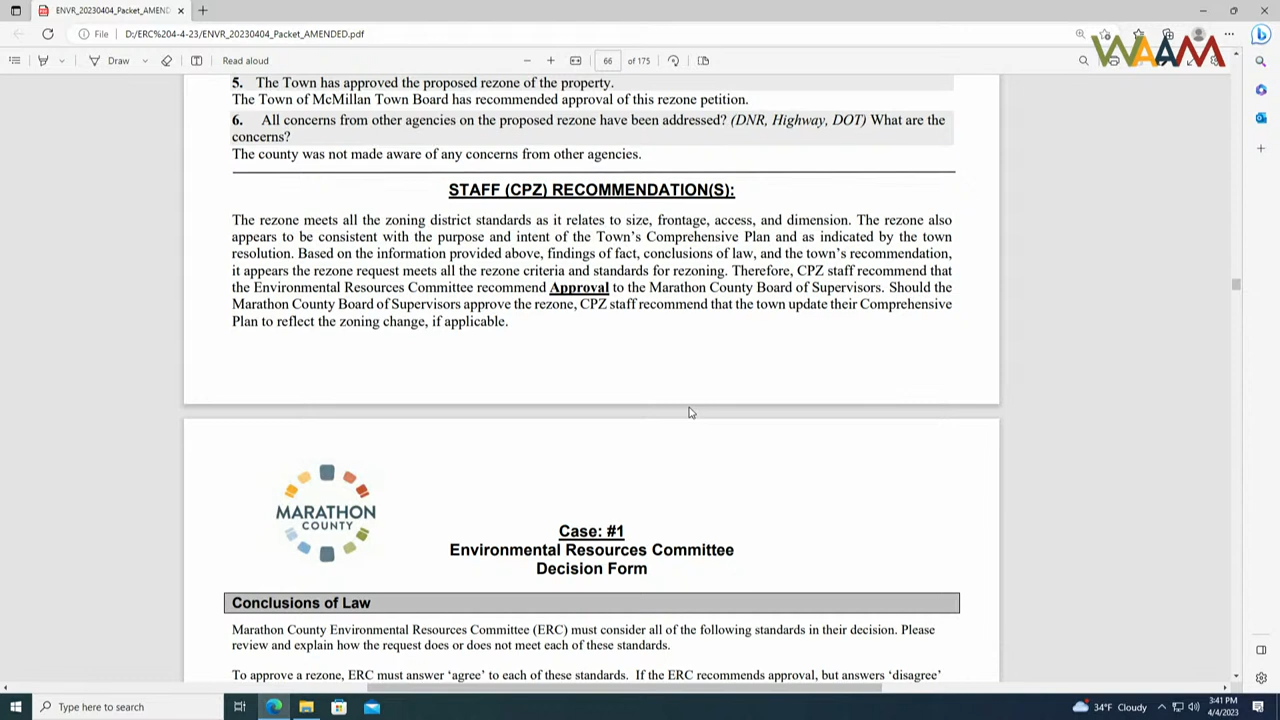 ENVR_20230404_Packet_AMEND
File
D:/ERC%204-4-23/ENVR_20230404_Packet_AMENDED.pdf
WAAM
Draw
Read aloud
66
of 175
5. The Town has approved the proposed rezone of the property.
The Town of McMillan Town Board has recommended approval of this rezone petition.
6. All concerns from other agencies on the proposed rezone have been addressed? (DNR, Highway, DOT) What are the
concerns?
The county was not made aware of any concerns from other agencies.
STAFF (CPZ) RECOMMENDATION(S):
The rezone meets all the zoning district standards as it relates to size, frontage, access, and dimension. The rezone also
appears to be consistent with the purpose and intent of the Town's Comprehensive Plan and as indicated by the town
resolution. Based on the information provided above, findings of fact, conclusions of law, and the town's recommendation,
it appears the rezone request meets all the rezone criteria and standards for rezoning. Therefore, CPZ staff recommend that
the Environmental Resources Committee recommend Approval to the Marathon County Board of Supervisors. Should the
Marathon County Board of Supervisors approve the rezone, CPZ staff recommend that the town update their Comprehensive
Plan to reflect the zoning change, if applicable.
MARATHON
COUNTY
Case: #1
Environmental Resources Committee
Decision Form
Conclusions of Law
Marathon County Environmental Resources Committee (ERC) must consider all of the following standards in their decision. Please
review and explain how the request does or does not meet each of these standards.
To approve a rezone, ERC must answer 'agree' to each of these standards. If the ERC recommends approval, but answers 'disagree'
Type here to search
34°F Cloudy
3:41 PM
4/4/2023